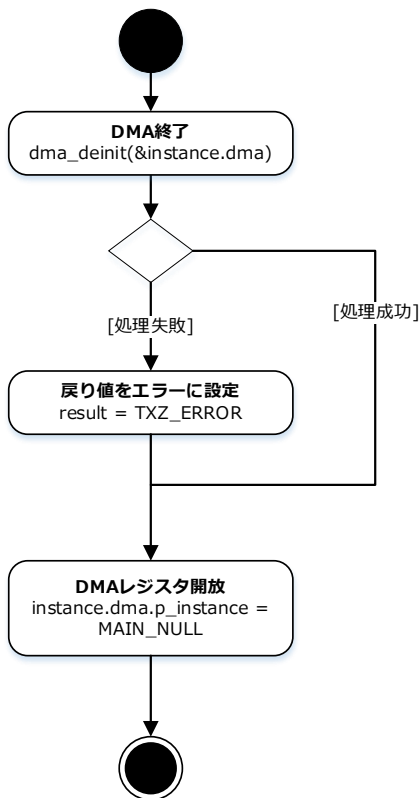 DMA終了
dma_deinit(&instance.dma)
[処理失敗]
[処理成功]
戻り値をエラーに設定
result = TXZ_ERROR
DMAレジスタ開放
instance.dma.p_instance =
MAIN_NULL